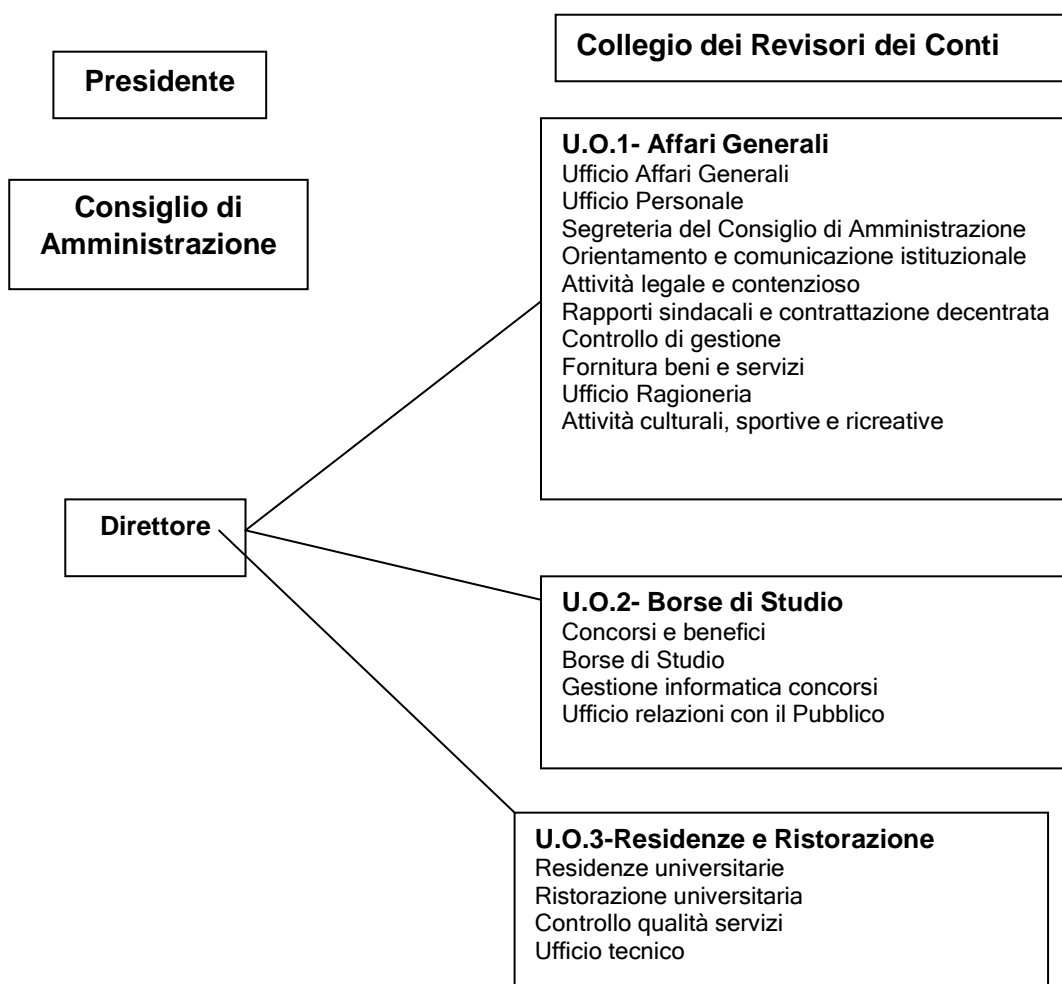 Presidente
Collegio dei Revisori dei Conti
Consiglio di
Amministrazione
U.O.1- Affari Generali
Ufficio Affari Generali
Ufficio Personale
Segreteria del Consiglio di Amministrazione
Orientamento e comunicazione istituzionale
Attività legale e contenzioso
Rapporti sindacali e contrattazione decentrata
Controllo di gestione
Fornitura beni e servizi
Ufficio Ragioneria
Attività culturali, sportive e ricreative
Direttore
U.O.2- Borse di Studio
Concorsi e benefici
Borse di Studio
Gestione informatica concorsi
Ufficio relazioni con il Pubblico
U.O.3-Residenze e Ristorazione
Residenze universitarie
Ristorazione universitaria
Controllo qualità servizi
Ufficio tecnico